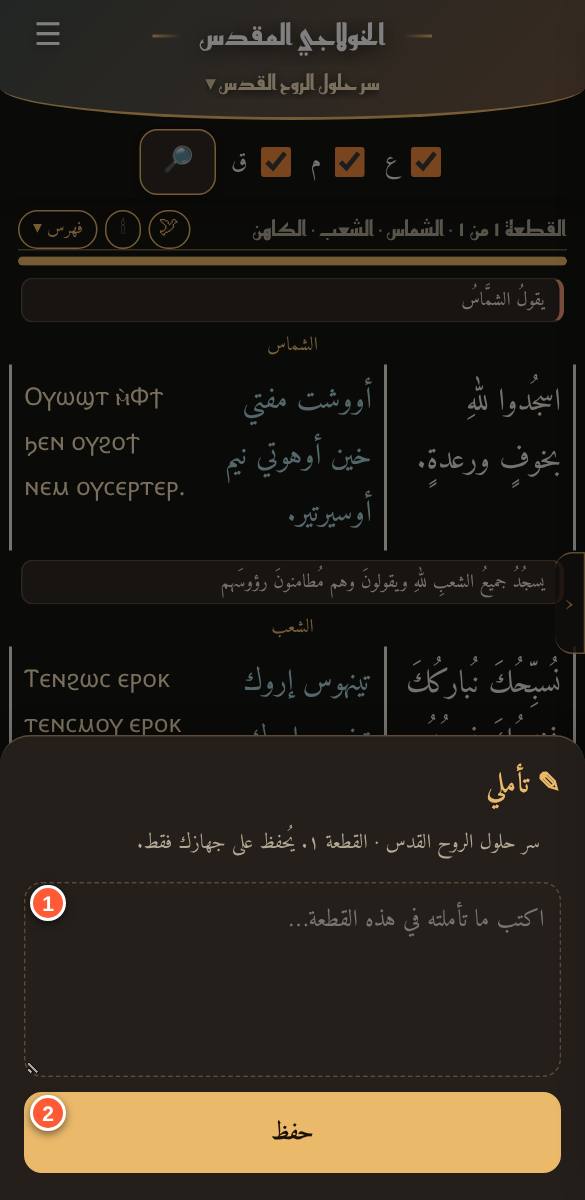 الخولاجي المقدس
سر حلول الروح القدس ▾
ع م ق
القطعة ١ من ١ · الشماس · الشعب · الكاهن
فهرس ▾
يقولُ الشمَّاسُ
الشماس
اسجُدوا للهِ
بخوفٍ ورعدةٍ.
أووشت مفتي
خين أوهوتي نيم
أوسيرتير.
Ⲟⲩⲱϣⲧ ⲙ̀Ⲫϯ
ϧⲉⲛ ⲟⲩϩⲟϯ
ⲛⲉⲙ ⲟⲩⲥⲉⲣⲧⲉⲣ.
يسجُدُ جميعُ الشعبِ للهِ ويقولونَ وهم مُطامنونَ رؤوسَهم
الشعب
نُسبِّحُكَ نُباركُكَ
تينهوس إروك
Ⲧⲉⲛϩⲱⲥ ⲉⲣⲟⲕ
ⲧⲉⲛⲥⲙⲟⲩ ⲉⲣⲟⲕ
✎ تأملي
سر حلول الروح القدس · القطعة ١. يُحفظ على جهازك فقط.
1
اكتب ما تأملته في هذه القطعة...
2
حفظ